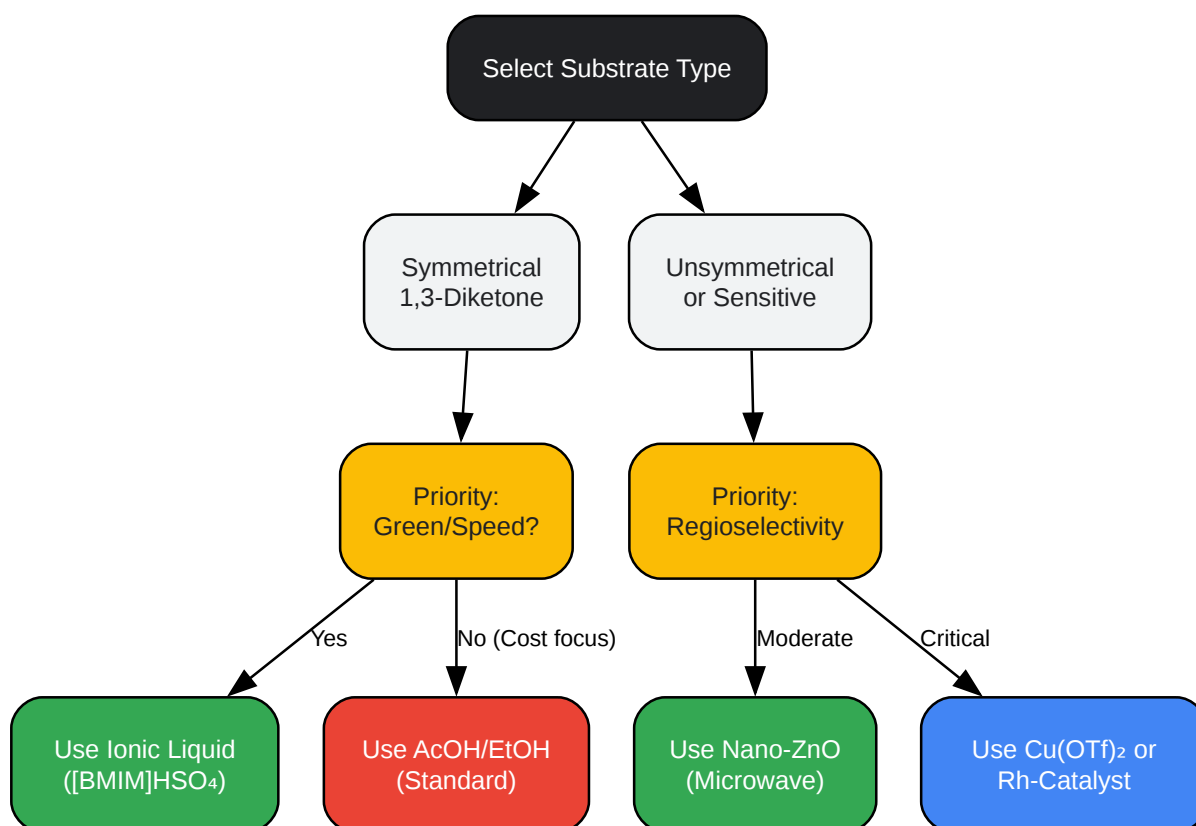 Select Substrate Type
Symmetrical
1,3-Diketone
Unsymmetrical
or Sensitive
Priority:
Green/Speed?
Priority:
Regioselectivity
Yes
No (Cost focus)
Moderate
Critical
Use Ionic Liquid
([BMIM]HSO₄)
Use AcOH/EtOH
(Standard)
Use Nano-ZnO
(Microwave)
Use Cu(OTf)₂ or
Rh-Catalyst